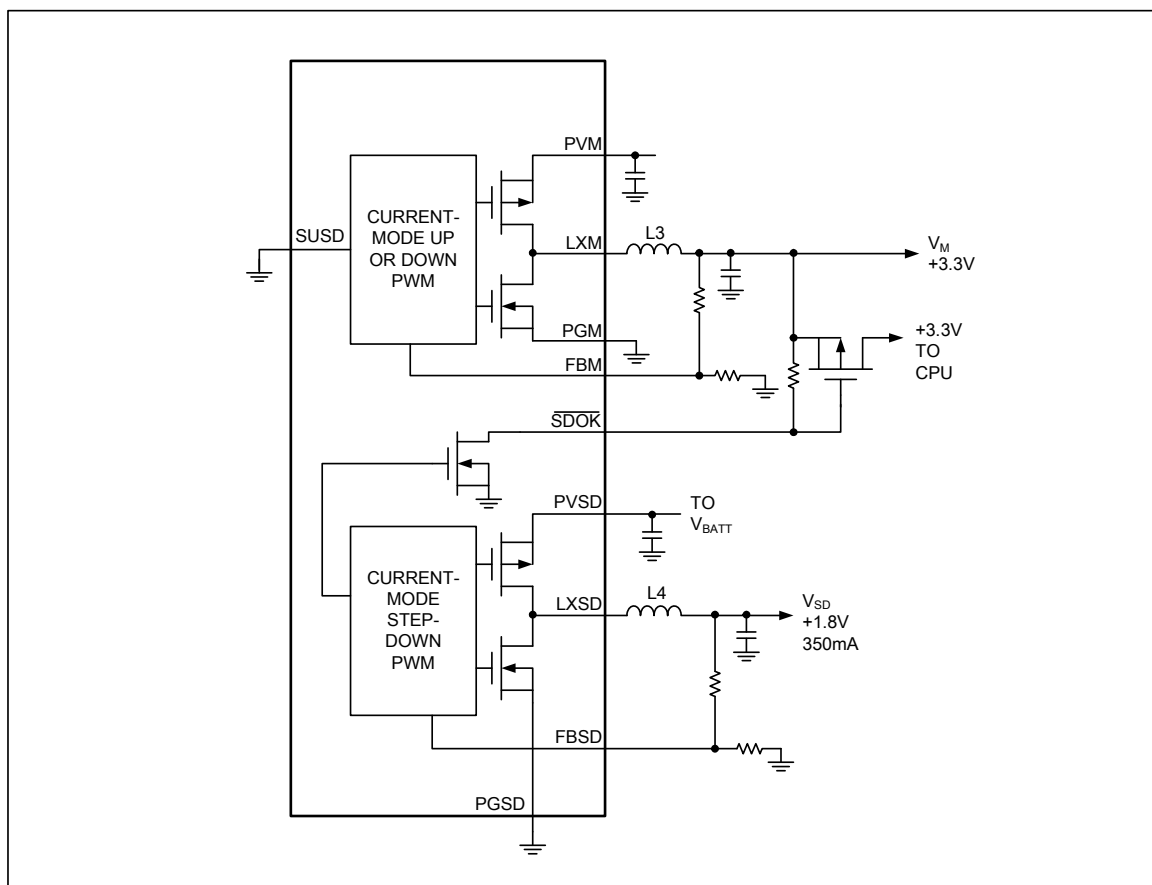 PVM
CURRENT-
MODE UP
OR DOWN
PWM
SUSD
LXM
L3
V_M
+3.3V
PGM
+3.3V
TO
CPU
FBM
SDOK
PVSD
TO
V_BATT
CURRENT-
MODE
STEP-
DOWN
PWM
LXSD
L4
V_SD
+1.8V
350mA
FBSD
PGSD